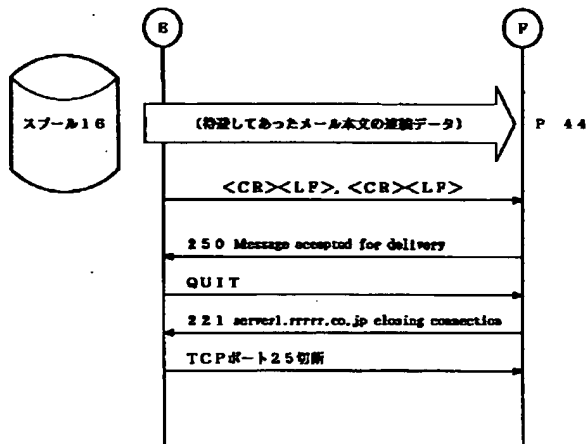 E F
スプール16
(待避してあったメール本文の連続データ)
P 44
<CR><LF>. <CR><LF>
250 Message accepted for delivery
QUIT
221 server1.rrrrr.co.jp closing connection
TCPポート25切断